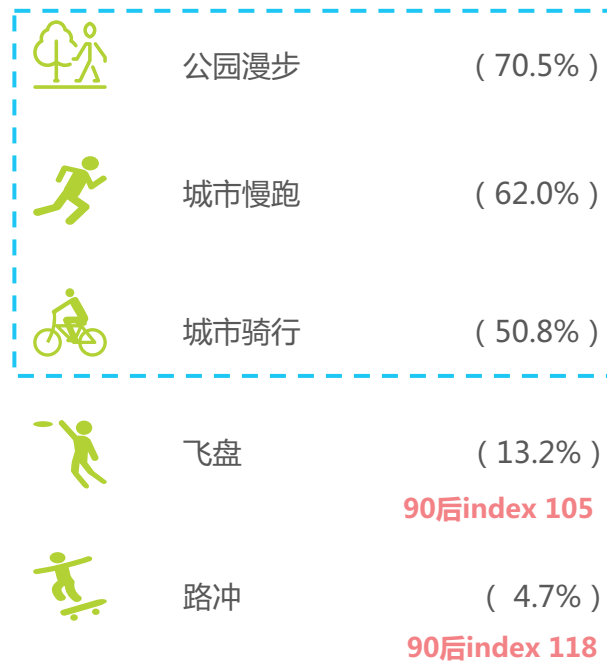 公园漫步 ( 70.5% )
城市慢跑 ( 62.0% )
城市骑行 ( 50.8% )
飞盘 ( 13.2% )
90后index 105
路冲 ( 4.7% )
90后index 118